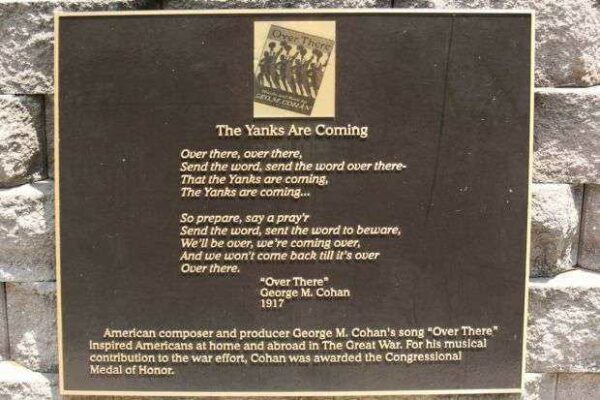 Over There
GEO.M. COHAN
The Yanks Are Coming
Over there, over there,
Send the word, send the word over there-
That the Yanks are coming,
The Yanks are coming...
So prepare, say a pray'r
Send the word, sent the word to beware,
We'll be over, we're coming over,
And we won't come back till it's over
Over there.
"Over There"
George M. Cohan
1917
American composer and producer George M. Cohan's song "Over There"
inspired Americans at home and abroad in The Great War. For his musical
contribution to the war effort, Cohan was awarded the Congressional
Medal of Honor.